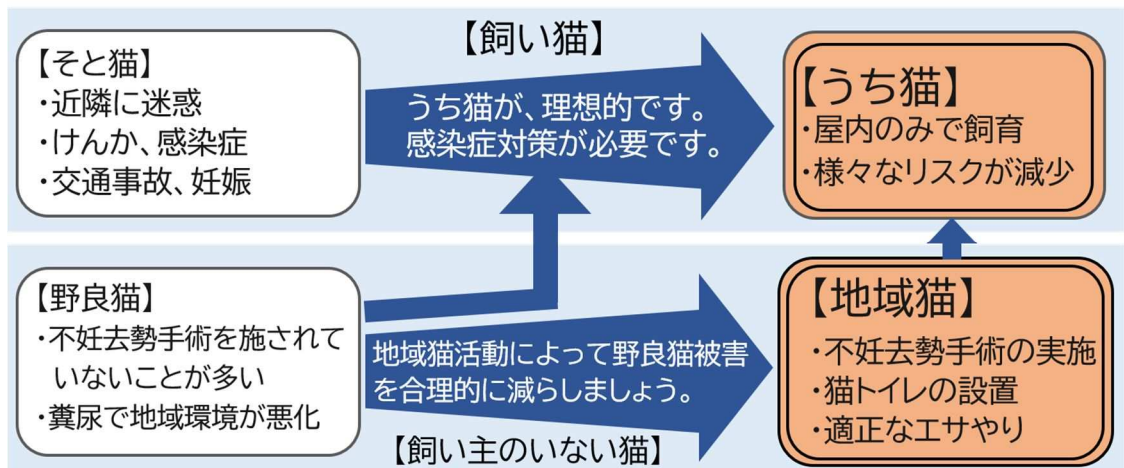 【飼い猫】
【そと猫】
・近隣に迷惑
・けんか、感染症
・交通事故、妊娠
うち猫が、理想的です。
感染症対策が必要です。
【うち猫】
・屋内のみで飼育
・様々なリスクが減少
【野良猫】
・不妊去勢手術を施されて
いないことが多い
・糞尿で地域環境が悪化
地域猫活動によって野良猫被害
を合理的に減らしましょう。
【飼い主のいない猫】
【地域猫】
・不妊去勢手術の実施
・猫トイレの設置
・適正なエサやり